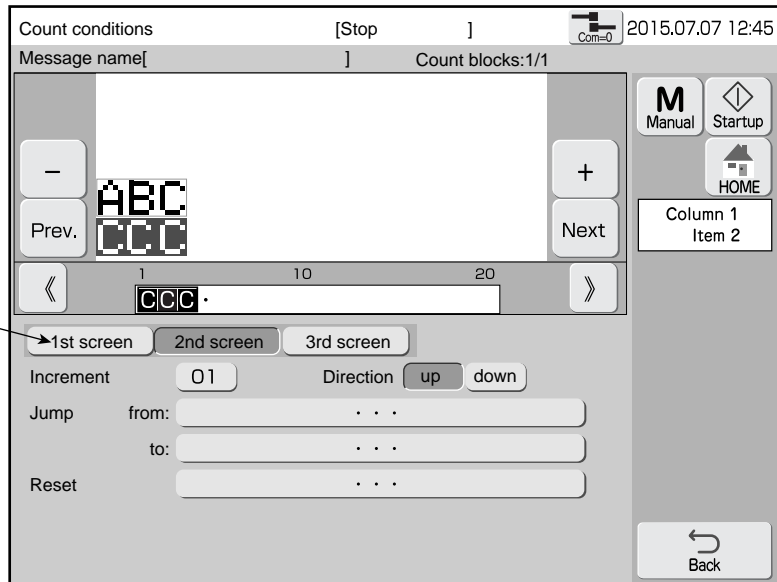 Count conditions [Stop ] Com=0 2015.07.07 12:45
Message name[ ] Count blocks:1/1
M
Manual Startup
HOME
− +
ABC
Prev. CCC Next
Column 1
Item 2
《 1 10 20 》
CCC・
1st screen 2nd screen 3rd screen
Increment 01 Direction up down
Jump from: ・・・
to: ・・・
Reset ・・・
Back